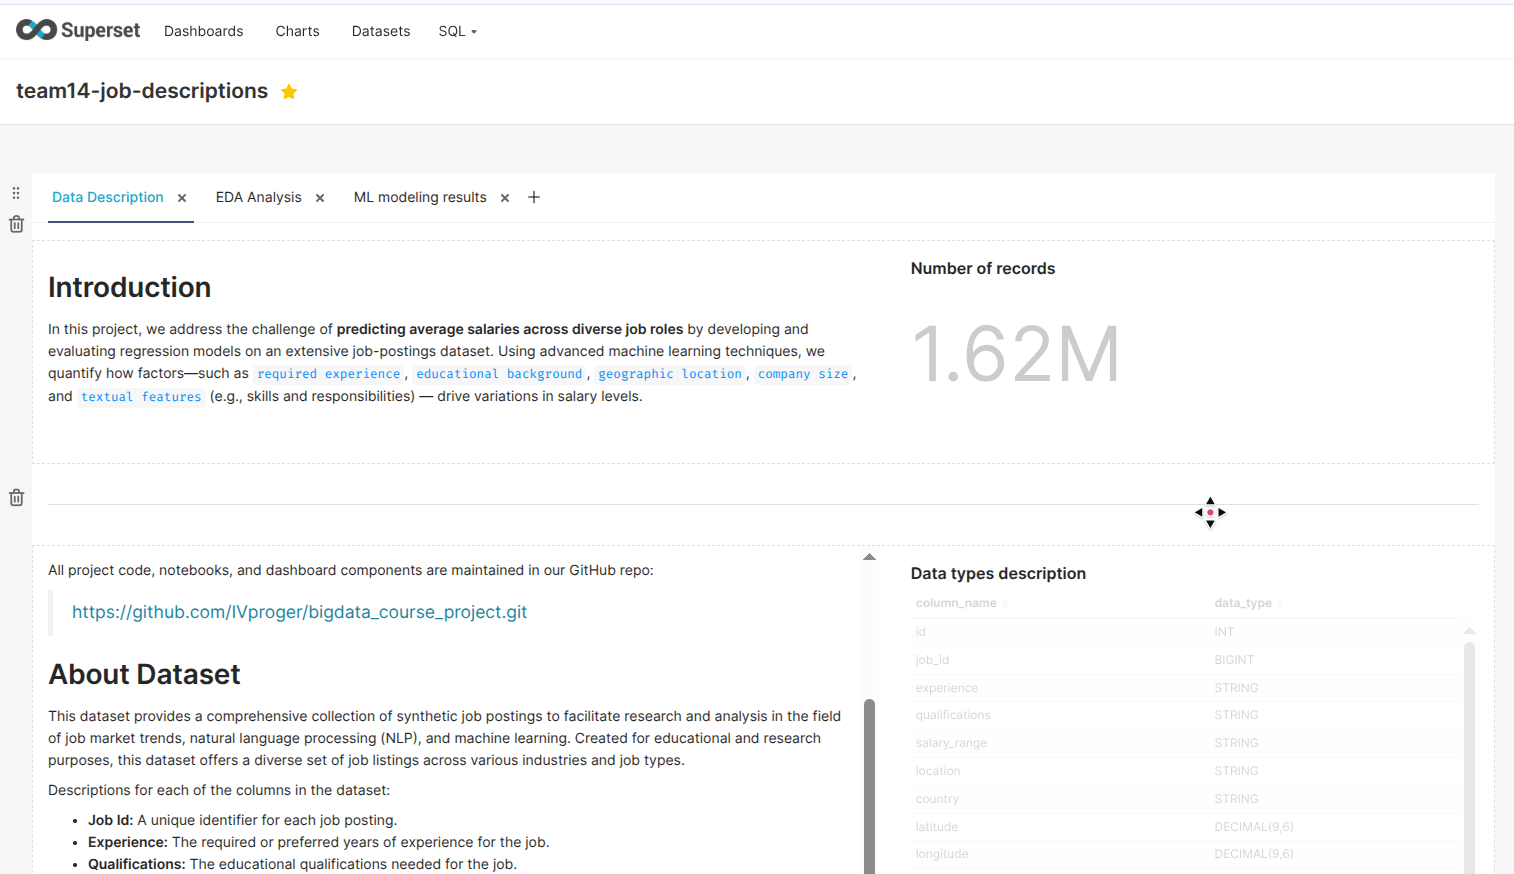 Superset Dashboards Charts Datasets SQL
team14-job-descriptions
Data Description EDA Analysis ML modeling results
Introduction
In this project, we address the challenge of predicting average salaries across diverse job roles by developing and
evaluating regression models on an extensive job-postings dataset. Using advanced machine learning techniques, we
quantify how factors—such as required experience, educational background, geographic location, company size,
and textual features (e.g., skills and responsibilities) — drive variations in salary levels.
Number of records
1.62M
All project code, notebooks, and dashboard components are maintained in our GitHub repo:
https://github.com/IVproger/bigdata_course_project.git
About Dataset
This dataset provides a comprehensive collection of synthetic job postings to facilitate research and analysis in the field
of job market trends, natural language processing (NLP), and machine learning. Created for educational and research
purposes, this dataset offers a diverse set of job listings across various industries and job types.
Descriptions for each of the columns in the dataset:
• Job Id: A unique identifier for each job posting.
• Experience: The required or preferred years of experience for the job.
• Qualifications: The educational qualifications needed for the job.
Data types description
column_name data_type
id INT
job_id BIGINT
experience STRING
qualifications STRING
salary_range STRING
location STRING
country STRING
latitude DECIMAL(9,6)
longitude DECIMAL(9,6)